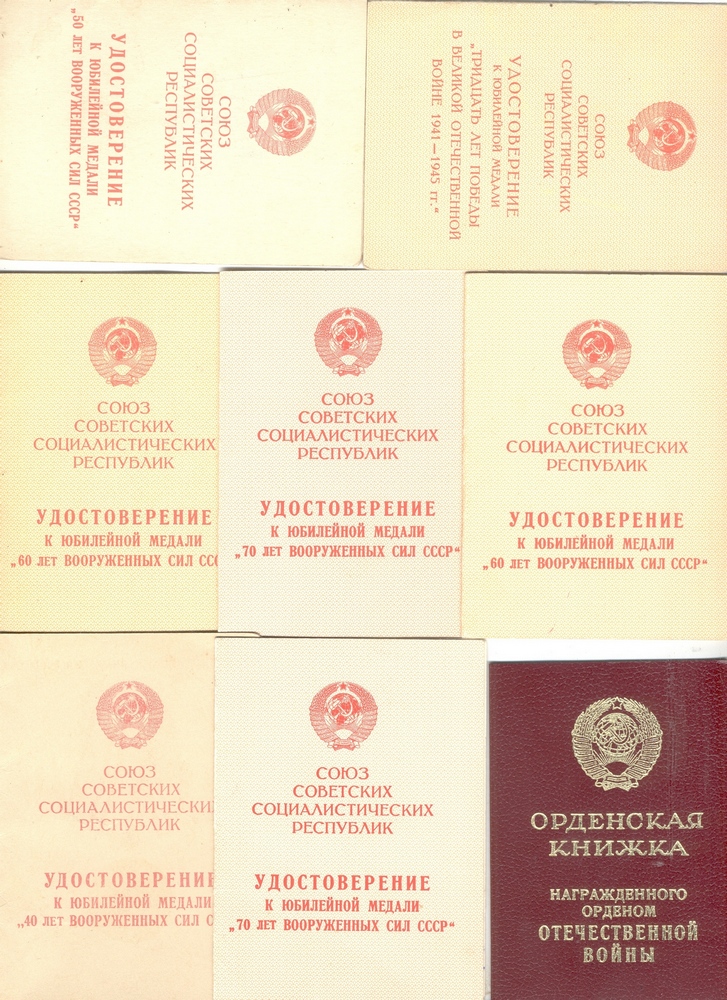 СОЮЗ
СОВЕТСКИХ
СОЦИАЛИСТИЧЕСКИХ
РЕСПУБЛИК
УДОСТОВЕРЕНИЕ
К ЮБИЛЕЙНОЙ МЕДАЛИ
„50 ЛЕТ ВООРУЖЕННЫХ СИЛ СССР“
СОЮЗ
СОВЕТСКИХ
СОЦИАЛИСТИЧЕСКИХ
РЕСПУБЛИК
УДОСТОВЕРЕНИЕ
К ЮБИЛЕЙНОЙ МЕДАЛИ
„ТРИДЦАТЬ ЛЕТ ПОБЕДЫ
В ВЕЛИКОЙ ОТЕЧЕСТВЕННОЙ
ВОЙНЕ 1941—1945 гг.“
СОЮЗ
СОВЕТСКИХ
СОЦИАЛИСТИЧЕСКИХ
РЕСПУБЛИК
УДОСТОВЕРЕНИЕ
К ЮБИЛЕЙНОЙ МЕДАЛИ
„60 ЛЕТ ВООРУЖЕННЫХ СИЛ ССС
СОЮЗ
СОВЕТСКИХ
СОЦИАЛИСТИЧЕСКИХ
РЕСПУБЛИК
УДОСТОВЕРЕНИЕ
К ЮБИЛЕЙНОЙ МЕДАЛИ
„70 ЛЕТ ВООРУЖЕННЫХ СИЛ СССР“
СОЮЗ
СОВЕТСКИХ
СОЦИАЛИСТИЧЕСКИХ
РЕСПУБЛИК
УДОСТОВЕРЕНИЕ
К ЮБИЛЕЙНОЙ МЕДАЛИ
„60 ЛЕТ ВООРУЖЕННЫХ СИЛ СССР“
СОЮЗ
СОВЕТСКИХ
СОЦИАЛИСТИЧЕСКИХ
РЕСПУБЛИК
УДОСТОВЕРЕНИЕ
К ЮБИЛЕЙНОЙ МЕДАЛИ
„40 ЛЕТ ВООРУЖЕННЫХ СИЛ С
СОЮЗ
СОВЕТСКИХ
СОЦИАЛИСТИЧЕСКИХ
РЕСПУБЛИК
УДОСТОВЕРЕНИЕ
К ЮБИЛЕЙНОЙ МЕДАЛИ
„70 ЛЕТ ВООРУЖЕННЫХ СИЛ СССР“
ОРДЕНСКАЯ
КНИЖКА
НАГРАЖДЕННОГО
ОРДЕНОМ
ОТЕЧЕСТВЕННОЙ
ВОЙНЫ